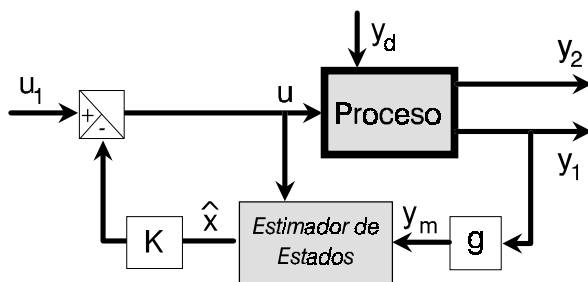 y_d
y_2
u_1
+
-
u
Proceso
y_1
x̂
y_m
K
Estimador de
Estados
g